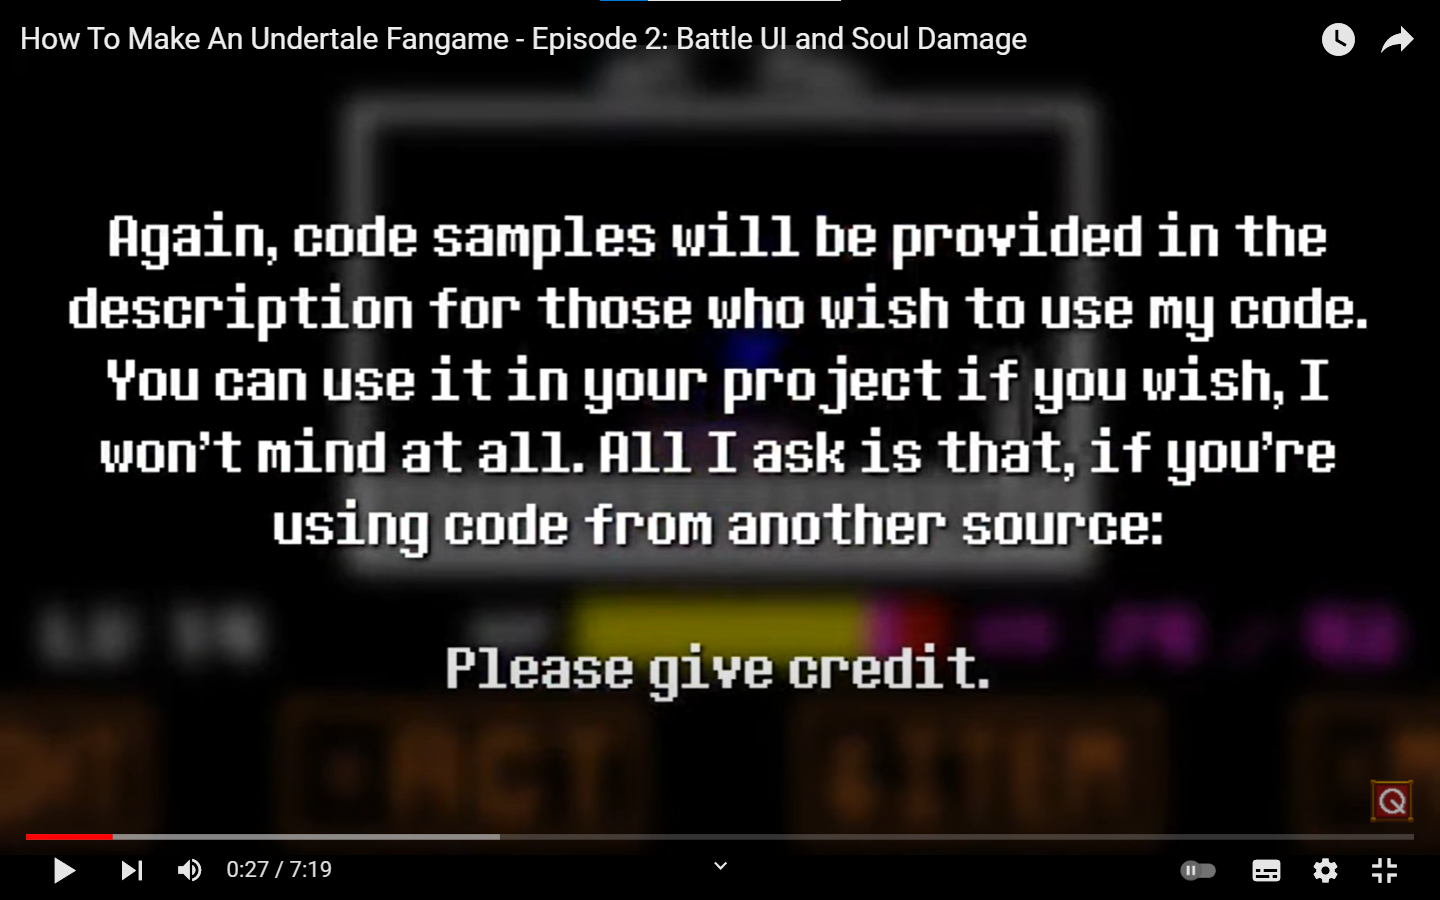 How To Make An Undertale Fangame - Episode 2: Battle UI and Soul Damage
Again, code samples will be provided in the
description for those who wish to use my code.
You can use it in your project if you wish, I
won't mind at all. All I ask is that, if you're
using code from another source:
Please give credit.
ACT
ITEM
Q
0:27 / 7:19